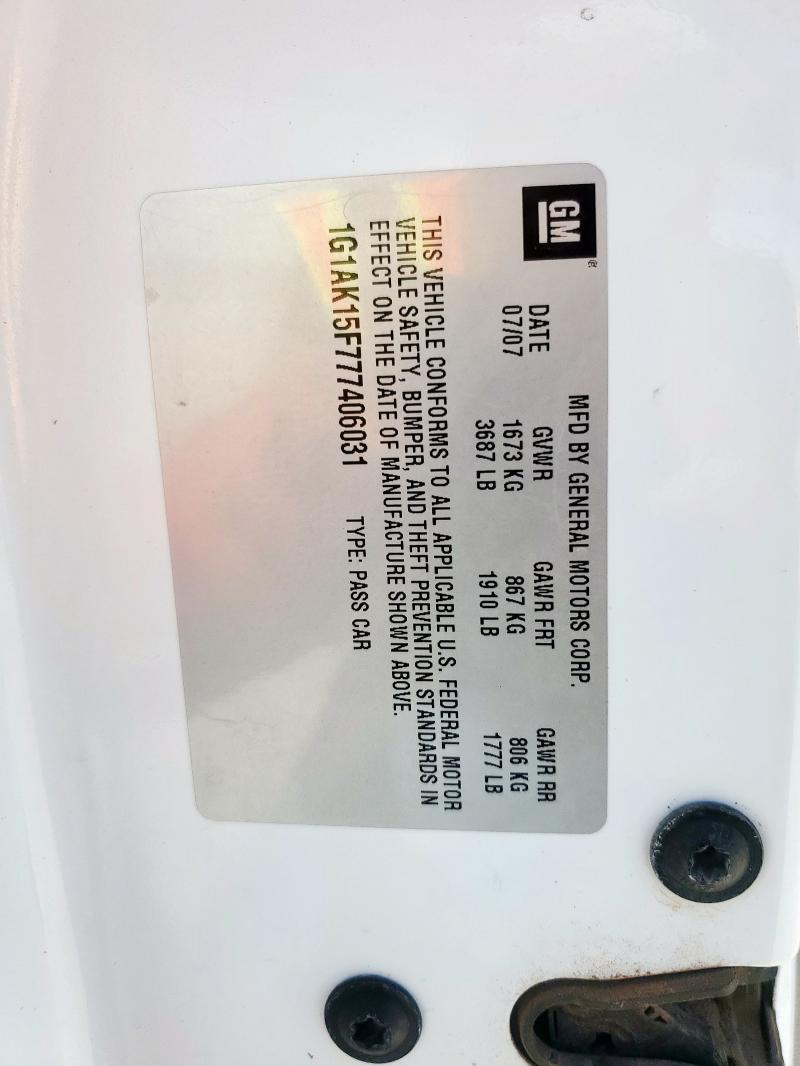 GM®
MFD BY GENERAL MOTORS CORP.
DATE GVWR GAWR FRT GAWR RR
07/07 1673 KG 867 KG 806 KG
3687 LB 1910 LB 1777 LB
THIS VEHICLE CONFORMS TO ALL APPLICABLE U.S. FEDERAL MOTOR
VEHICLE SAFETY, BUMPER, AND THEFT PREVENTION STANDARDS IN
EFFECT ON THE DATE OF MANUFACTURE SHOWN ABOVE.
1G1AK15F777406031 TYPE: PASS CAR